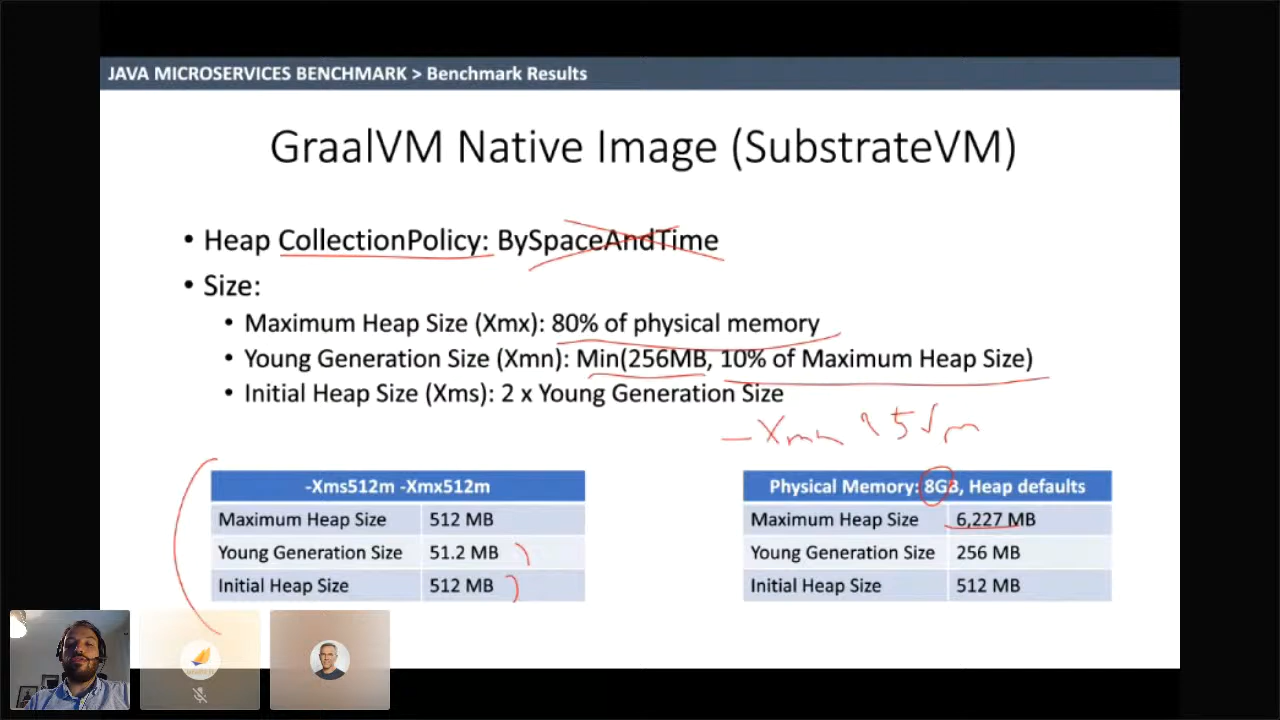 JAVA MICROSERVICES BENCHMARK > Benchmark Results
GraalVM Native Image (SubstrateVM)
• Heap CollectionPolicy: BySpaceAndTime
• Size:
• Maximum Heap Size (Xmx): 80% of physical memory
• Young Generation Size (Xmn): Min(256MB, 10% of Maximum Heap Size)
• Initial Heap Size (Xms): 2 x Young Generation Size
-Xmn
-Xms512m -Xmx512m
Maximum Heap Size 512 MB
Young Generation Size 51.2 MB
Initial Heap Size 512 MB
Physical Memory: 8GB, Heap defaults
Maximum Heap Size 6,227 MB
Young Generation Size 256 MB
Initial Heap Size 512 MB